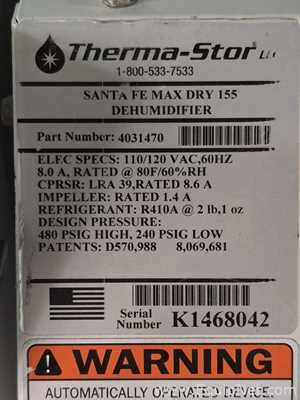 Therma-Stor LLC
1-800-533-7533
SANTA FE MAX DRY 155
DEHUMIDIFIER
Part Number: 4031470
ELEC SPECS: 110/120 VAC,60HZ
8.0 A, RATED @ 80F/60%RH
CPRSR: LRA 39,RATED 8.6 A
IMPELLER: RATED 1.4 A
REFRIGERANT: R410A @ 2 lb,1 oz
DESIGN PRESSURE:
480 PSIG HIGH, 240 PSIG LOW
PATENTS: D570,988 8,069,681
Serial
Number K1468042
WARNING
AUTOMATICALLY OPERATED DEVICE.